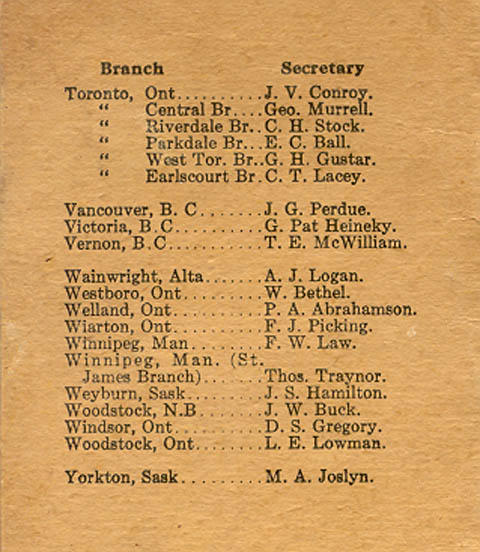 Branch Secretary
Toronto, Ont..........J. V. Conroy.
“ Central Br....Geo. Murrell.
“ Riverdale Br..C. H. Stock.
“ Parkdale Br...E. C. Ball.
“ West Tor. Br..G. H. Gustar.
“ Earlscourt Br.C. T. Lacey.
Vancouver, B. C.......J. G. Perdue.
Victoria, B.C.........G. Pat Heineky.
Vernon, B.C..........T. E. McWilliam.
Wainwright, Alta.......A. J. Logan.
Westboro, Ont.........W. Bethel.
Welland, Ont..........P. A. Abrahamson.
Wiarton, Ont..........F. J. Picking.
Winnipeg, Man........F. W. Law.
Winnipeg, Man. (St.
James Branch)......Thos. Traynor.
Weyburn, Sask........J. S. Hamilton.
Woodstock, N.B.......J. W. Buck.
Windsor, Ont..........D. S. Gregory.
Woodstock, Ont........L. E. Lowman.
Yorkton, Sask.........M. A. Joslyn.